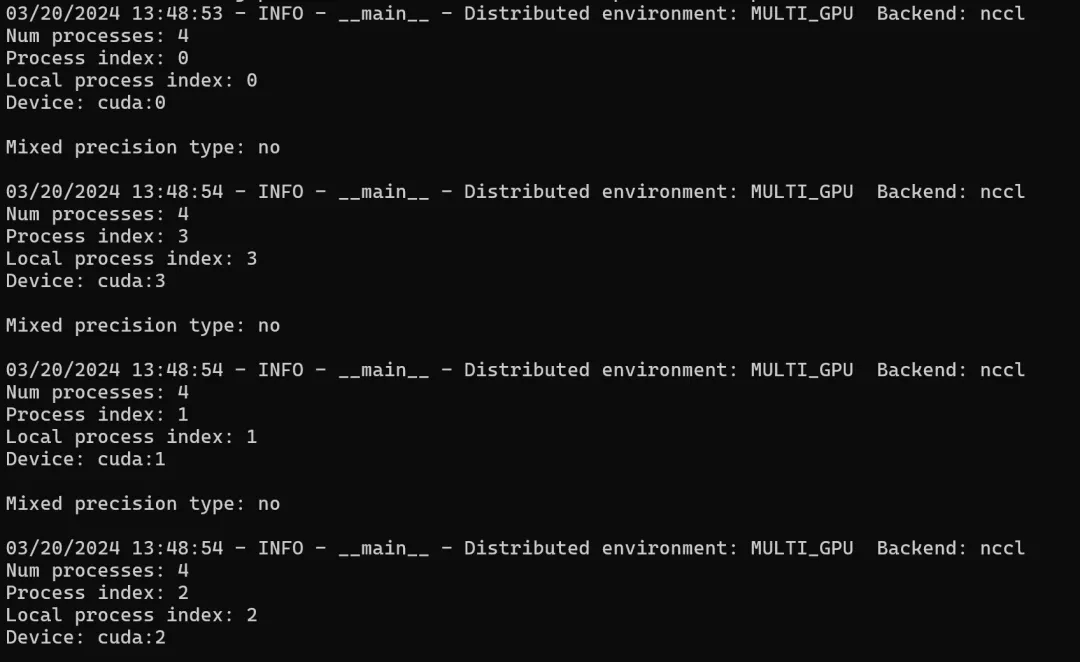 03/20/2024 13:48:53 - INFO - __main__ - Distributed environment: MULTI_GPU  Backend: nccl
Num processes: 4
Process index: 0
Local process index: 0
Device: cuda:0
Mixed precision type: no
03/20/2024 13:48:54 - INFO - __main__ - Distributed environment: MULTI_GPU  Backend: nccl
Num processes: 4
Process index: 3
Local process index: 3
Device: cuda:3
Mixed precision type: no
03/20/2024 13:48:54 - INFO - __main__ - Distributed environment: MULTI_GPU  Backend: nccl
Num processes: 4
Process index: 1
Local process index: 1
Device: cuda:1
Mixed precision type: no
03/20/2024 13:48:54 - INFO - __main__ - Distributed environment: MULTI_GPU  Backend: nccl
Num processes: 4
Process index: 2
Local process index: 2
Device: cuda:2